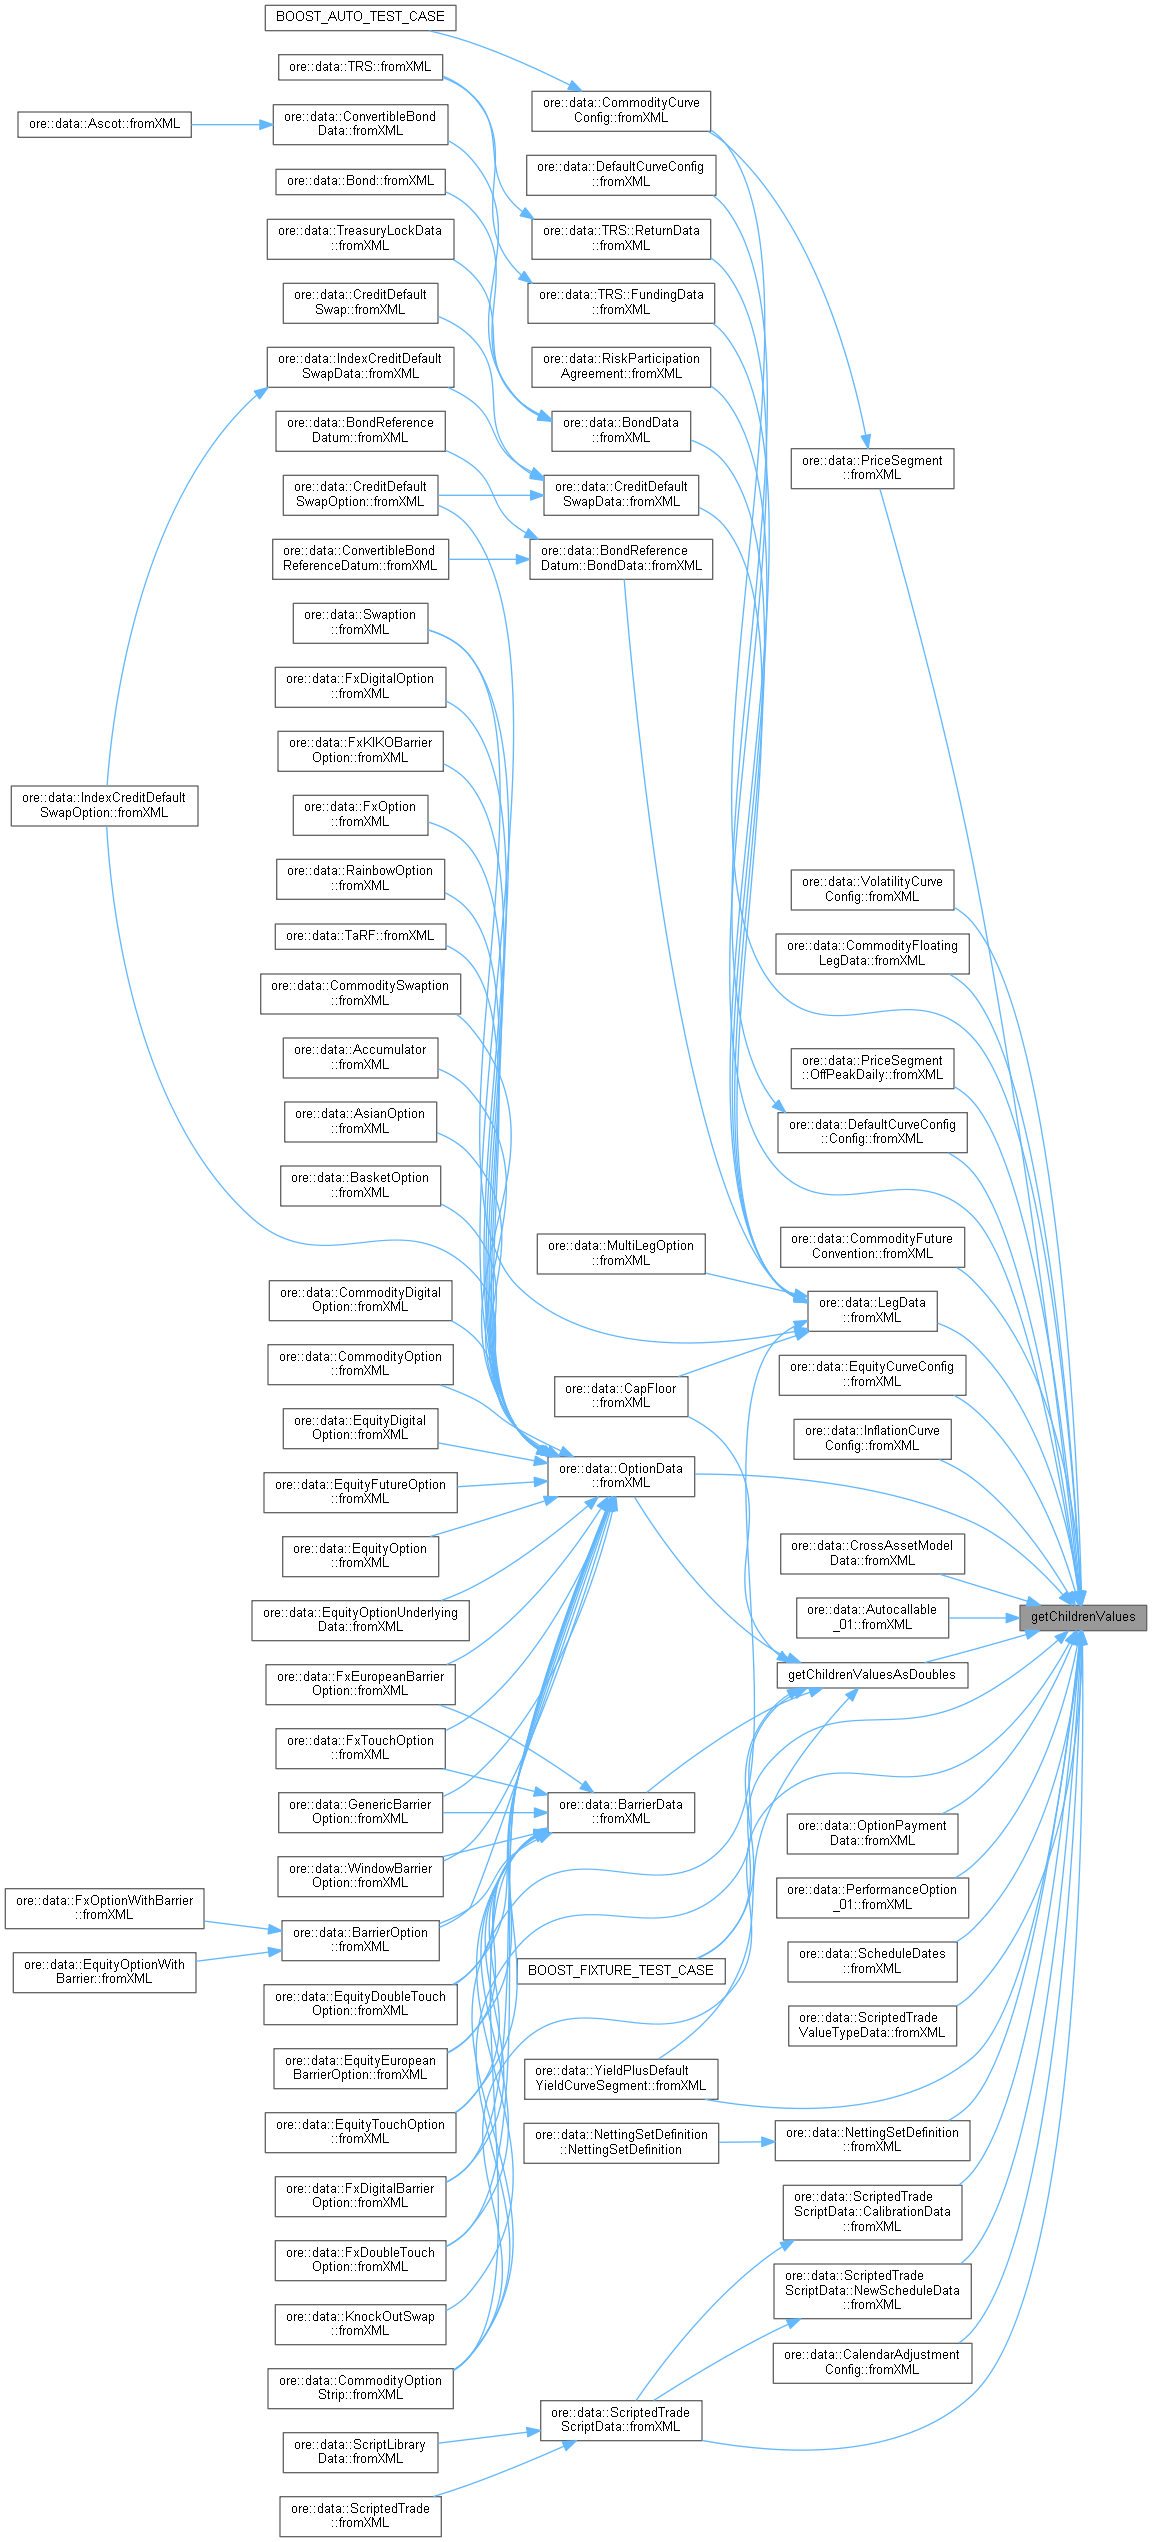 BOOST_AUTO_TEST_CASE
ore::data::TRS::fromXML
ore::data::Ascot::fromXML
ore::data::ConvertibleBond
Data::fromXML
ore::data::Bond::fromXML
ore::data::TreasuryLockData
::fromXML
ore::data::CreditDefault
Swap::fromXML
ore::data::IndexCreditDefault
SwapData::fromXML
ore::data::BondReference
Datum::fromXML
ore::data::CreditDefault
SwapOption::fromXML
ore::data::ConvertibleBond
ReferenceDatum::fromXML
ore::data::Swaption
::fromXML
ore::data::FxDigitalOption
::fromXML
ore::data::FxKIKOBarrier
Option::fromXML
ore::data::IndexCreditDefault
SwapOption::fromXML
ore::data::FxOption
::fromXML
ore::data::RainbowOption
::fromXML
ore::data::TaRF::fromXML
ore::data::CommoditySwaption
::fromXML
ore::data::Accumulator
::fromXML
ore::data::AsianOption
::fromXML
ore::data::BasketOption
::fromXML
ore::data::CommodityDigital
Option::fromXML
ore::data::CommodityOption
::fromXML
ore::data::EquityDigital
Option::fromXML
ore::data::EquityFutureOption
::fromXML
ore::data::EquityOption
::fromXML
ore::data::EquityOptionUnderlying
Data::fromXML
ore::data::FxEuropeanBarrier
Option::fromXML
ore::data::FxTouchOption
::fromXML
ore::data::GenericBarrier
Option::fromXML
ore::data::WindowBarrier
Option::fromXML
ore::data::FxOptionWithBarrier
::fromXML
ore::data::EquityOptionWith
Barrier::fromXML
ore::data::BarrierOption
::fromXML
ore::data::EquityDoubleTouch
Option::fromXML
ore::data::EquityEuropean
BarrierOption::fromXML
ore::data::EquityTouchOption
::fromXML
ore::data::FxDigitalBarrier
Option::fromXML
ore::data::FxDoubleTouch
Option::fromXML
ore::data::KnockOutSwap
::fromXML
ore::data::CommodityOption
Strip::fromXML
ore::data::ScriptLibrary
Data::fromXML
ore::data::ScriptedTrade
::fromXML
ore::data::CommodityCurve
Config::fromXML
ore::data::DefaultCurveConfig
::fromXML
ore::data::TRS::ReturnData
::fromXML
ore::data::TRS::FundingData
::fromXML
ore::data::RiskParticipation
Agreement::fromXML
ore::data::BondData
::fromXML
ore::data::CreditDefault
SwapData::fromXML
ore::data::BondReference
Datum::BondData::fromXML
ore::data::MultiLegOption
::fromXML
ore::data::CapFloor
::fromXML
ore::data::OptionData
::fromXML
ore::data::BarrierData
::fromXML
BOOST_FIXTURE_TEST_CASE
ore::data::YieldPlusDefault
YieldCurveSegment::fromXML
ore::data::NettingSetDefinition
::NettingSetDefinition
ore::data::ScriptedTrade
ScriptData::fromXML
ore::data::PriceSegment
::fromXML
ore::data::VolatilityCurve
Config::fromXML
ore::data::CommodityFloating
LegData::fromXML
ore::data::PriceSegment
::OffPeakDaily::fromXML
ore::data::DefaultCurveConfig
::Config::fromXML
ore::data::CommodityFuture
Convention::fromXML
ore::data::LegData
::fromXML
ore::data::EquityCurveConfig
::fromXML
ore::data::InflationCurve
Config::fromXML
ore::data::CrossAssetModel
Data::fromXML
ore::data::Autocallable
_01::fromXML
getChildrenValuesAsDoubles
ore::data::OptionPayment
Data::fromXML
ore::data::PerformanceOption
_01::fromXML
ore::data::ScheduleDates
::fromXML
ore::data::ScriptedTrade
ValueTypeData::fromXML
ore::data::NettingSetDefinition
::fromXML
ore::data::ScriptedTrade
ScriptData::CalibrationData
::fromXML
ore::data::ScriptedTrade
ScriptData::NewScheduleData
::fromXML
ore::data::CalendarAdjustment
Config::fromXML
getChildrenValues